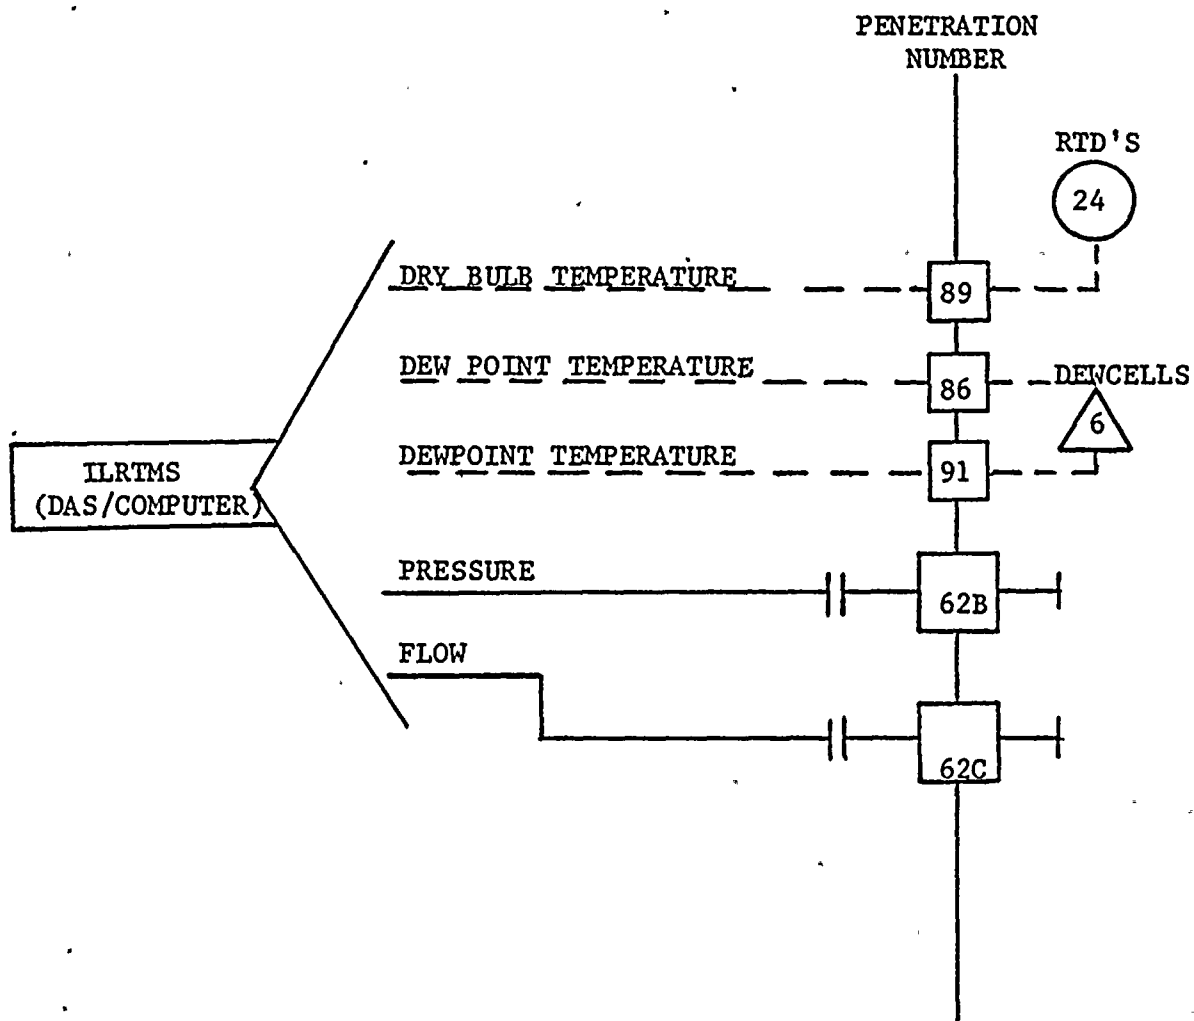 PENETRATION
NUMBER
RTD'S
24
DRY BULB TEMPERATURE
89
DEW POINT TEMPERATURE
86
DEWCELLS
6
DEWPOINT TEMPERATURE
91
ILRTMS
(DAS/COMPUTER)
PRESSURE
62B
FLOW
62C